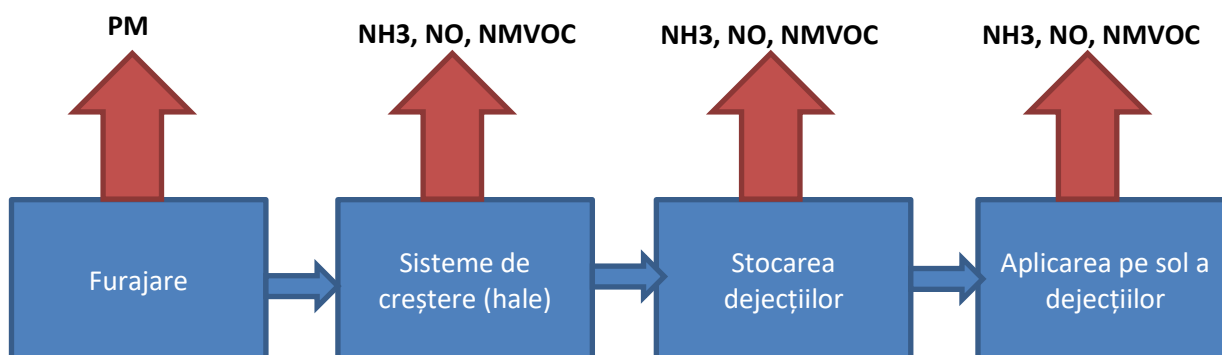 PM
NH3, NO, NMVOC
NH3, NO, NMVOC
NH3, NO, NMVOC
Furajare
Sisteme de
creștere (hale)
Stocarea
dejecțiilor
Aplicarea pe sol a
dejecțiilor